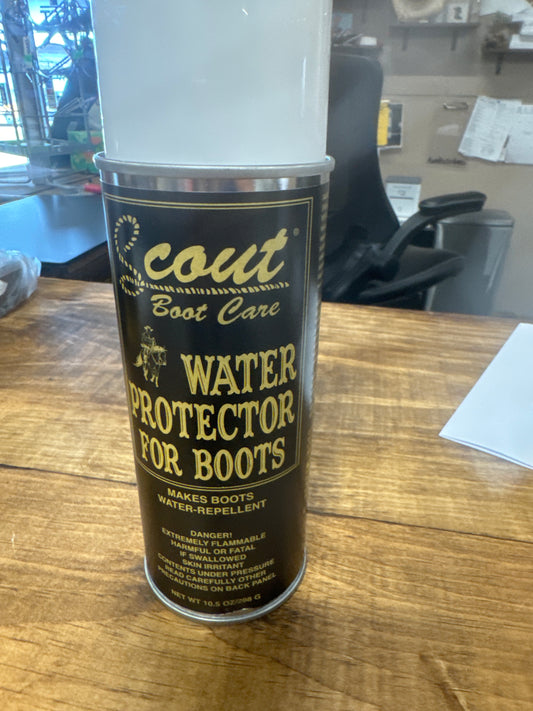 Scout®
Boot Care
WATER
PROTECTOR
FOR BOOTS
MAKES BOOTS
WATER-REPELLENT
DANGER!
EXTREMELY FLAMMABLE
HARMFUL OR FATAL
IF SWALLOWED
SKIN IRRITANT
CONTENTS UNDER PRESSURE
READ CAREFULLY OTHER
PRECAUTIONS ON BACK PANEL
NET WT 10.5 OZ/298 G